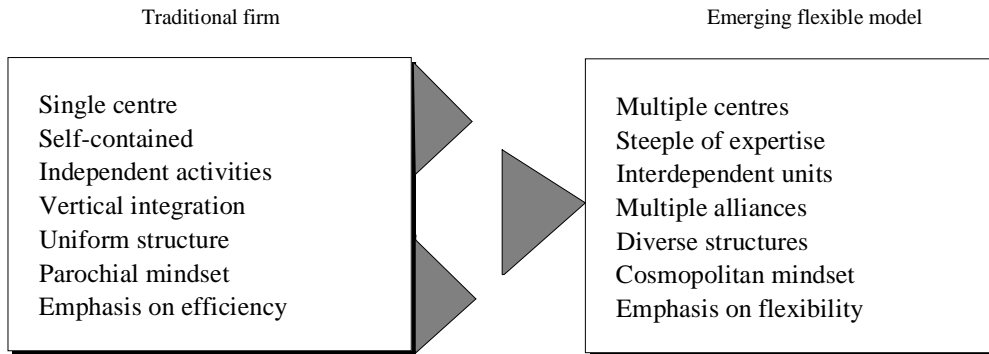 Traditional firm
Emerging flexible model
Single centre
Self-contained
Independent activities
Vertical integration
Uniform structure
Parochial mindset
Emphasis on efficiency
Multiple centres
Steeple of expertise
Interdependent units
Multiple alliances
Diverse structures
Cosmopolitan mindset
Emphasis on flexibility